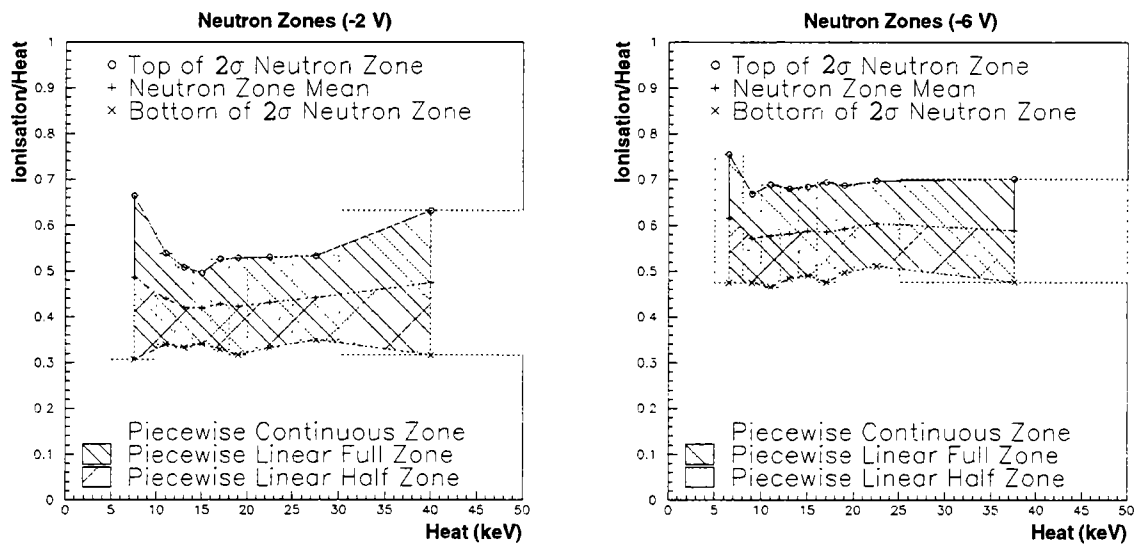 Neutron Zones (-2 V)
Ionisation/Heat
1
0.9
0.8
0.7
0.6
0.5
0.4
0.3
0.2
0.1
0
Top of 2σ Neutron Zone
Neutron Zone Mean
Bottom of 2σ Neutron Zone
Piecewise Continuous Zone
Piecewise Linear Full Zone
Piecewise Linear Half Zone
0 5 10 15 20 25 30 35 40 45 50
Heat (keV)
Neutron Zones (-6 V)
Ionisation/Heat
1
0.9
0.8
0.7
0.6
0.5
0.4
0.3
0.2
0.1
0
Top of 2σ Neutron Zone
Neutron Zone Mean
Bottom of 2σ Neutron Zone
Piecewise Continuous Zone
Piecewise Linear Full Zone
Piecewise Linear Half Zone
0 5 10 15 20 25 30 35 40 45 50
Heat (keV)